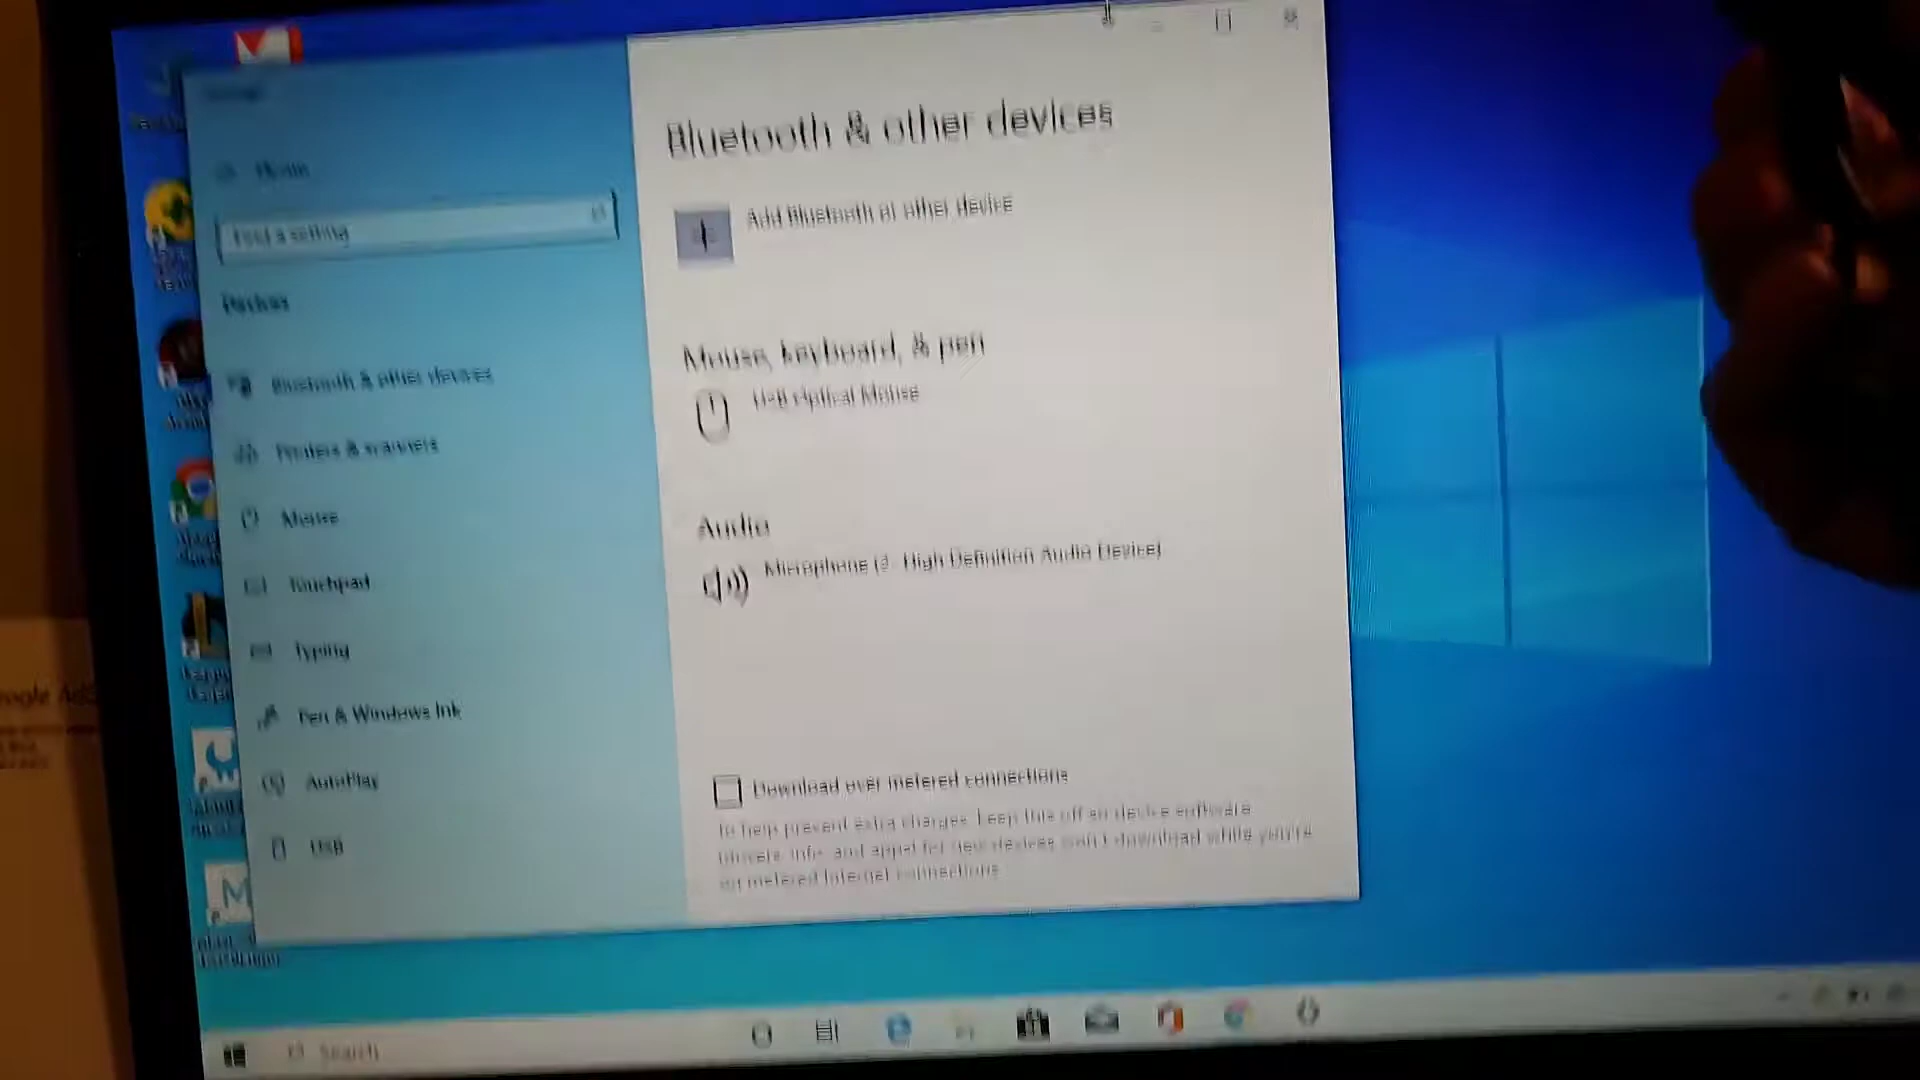 Home
Find a setting
Devices
Bluetooth & other devices
Printers & scanners
Mouse
Touchpad
Typing
Pen & Windows Ink
AutoPlay
USB
Bluetooth & other devices
Add Bluetooth or other device
Mouse, keyboard, & pen
USB Optical Mouse
Audio
Microphone (2- High Definition Audio Device)
Download over metered connections
To help prevent extra charges, keep this off so device software
(drivers, info, and apps) for new devices won't download while you're
on metered Internet connections.
Search